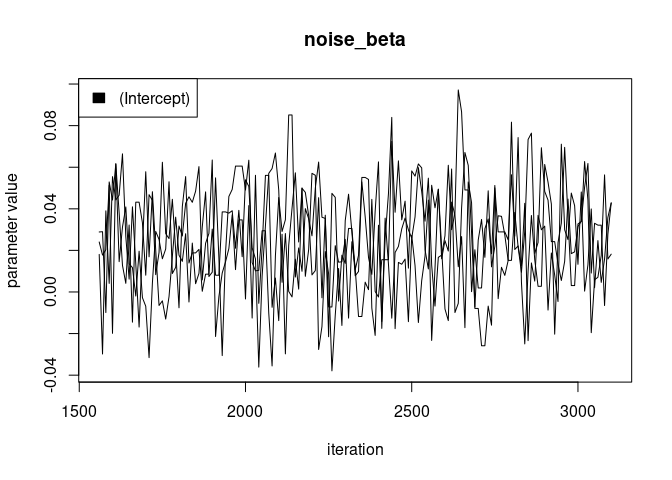 noise_beta
(Intercept)
parameter value
0.08
0.04
0.00
-0.04
1500 2000 2500 3000
iteration